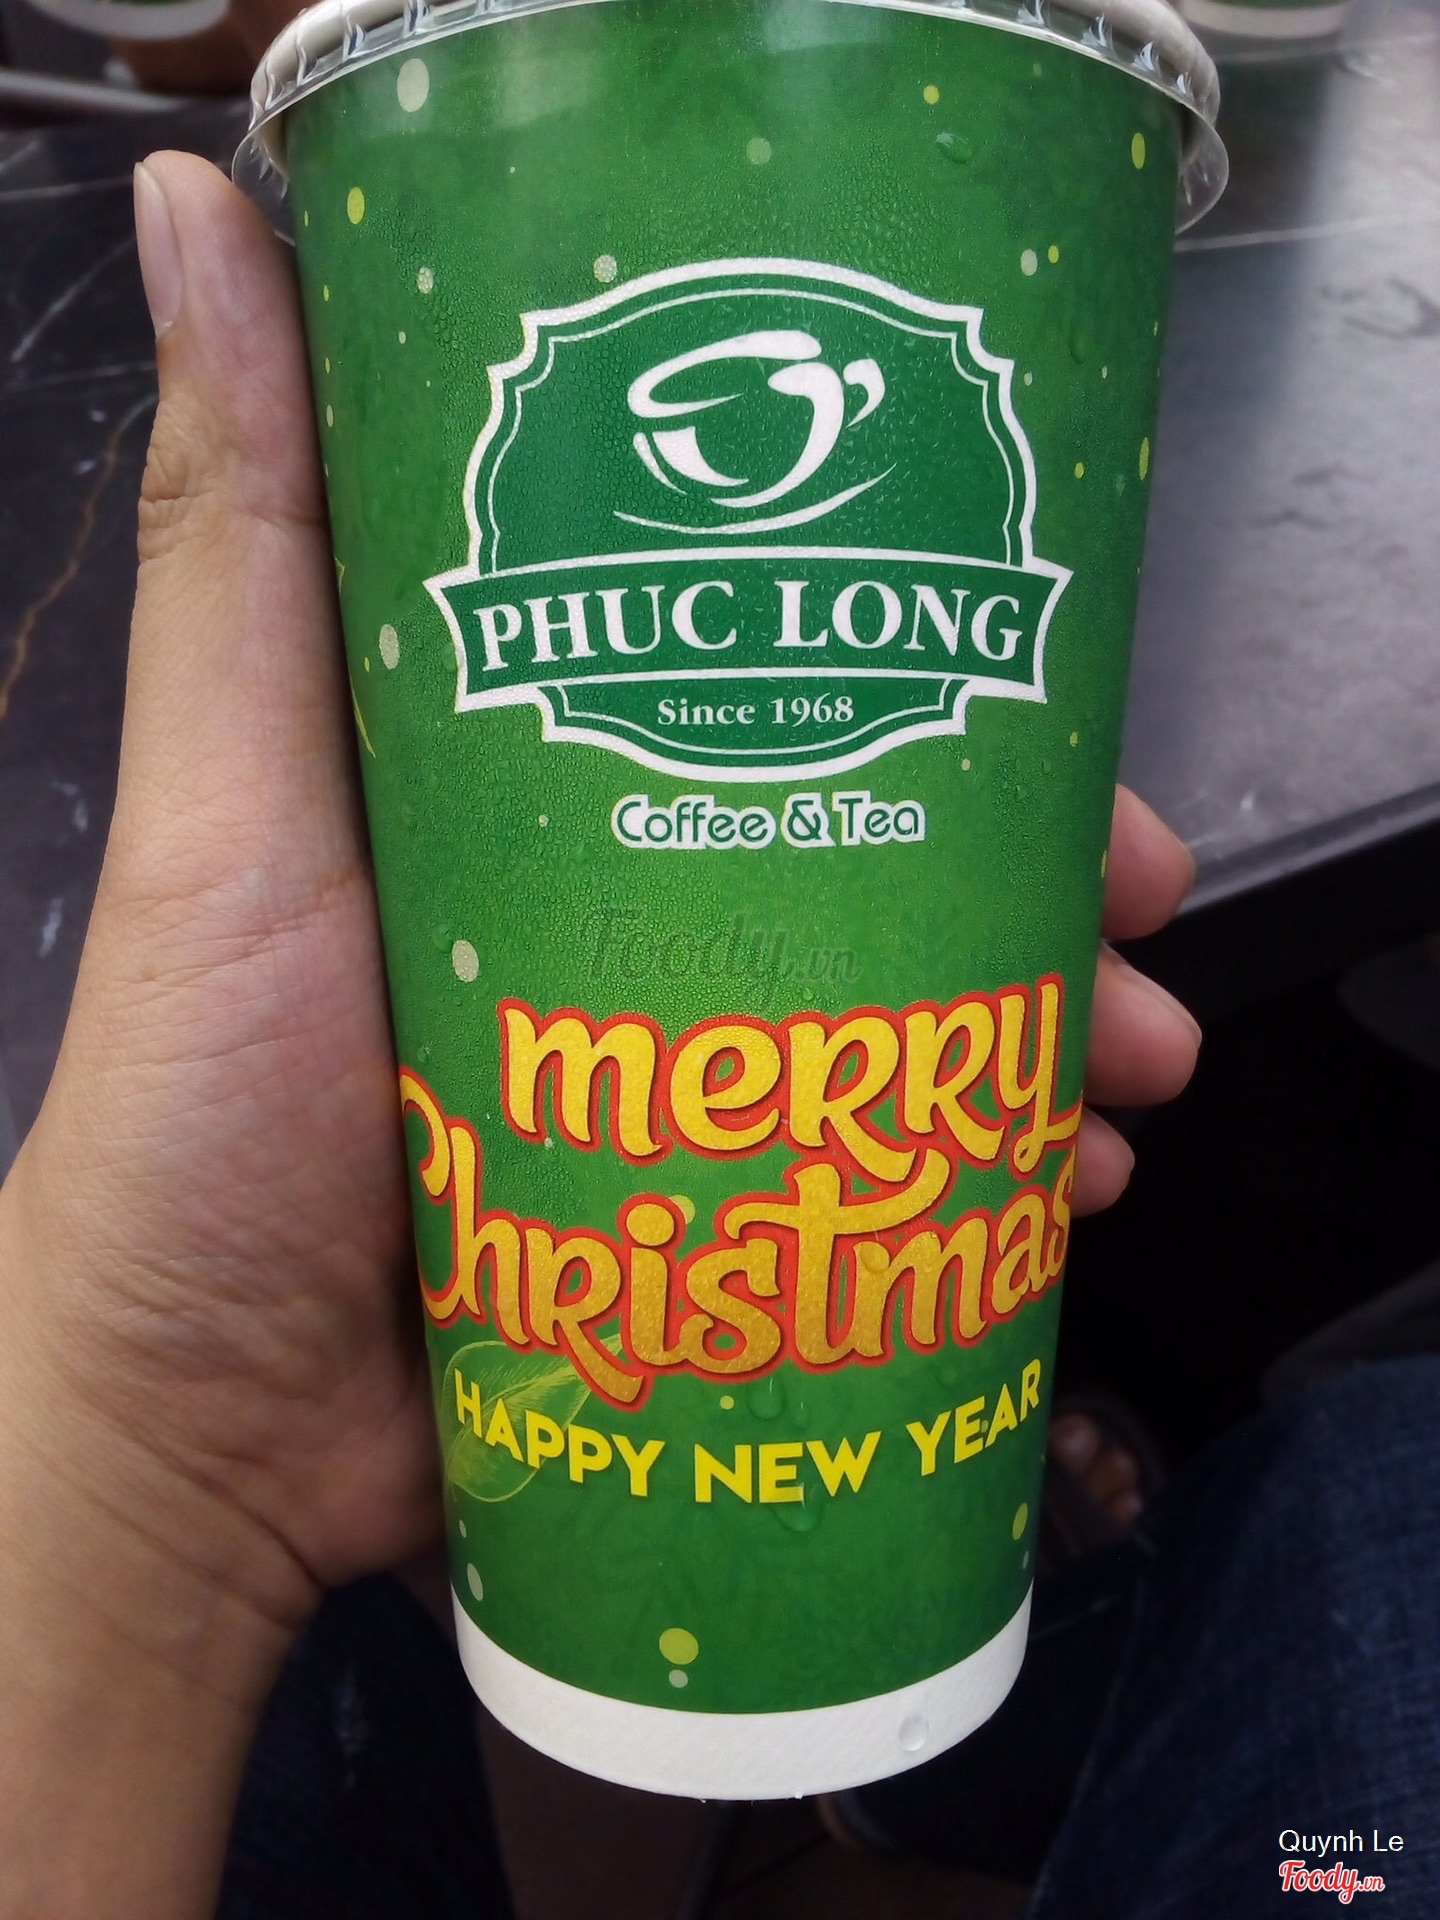 PHUC LONG
Since 1968
Coffee & Tea
Foody.vn
merry
Christmas
HAPPY NEW YEAR
Quynh Le
Foody.vn